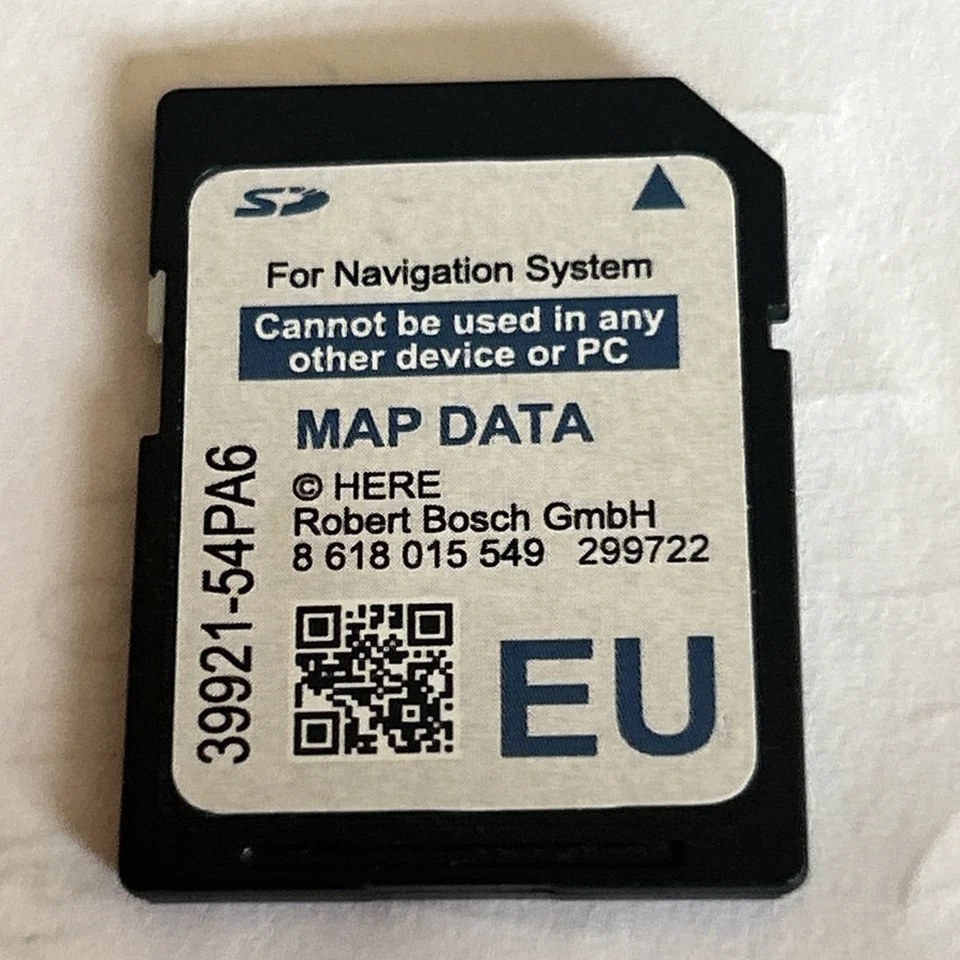 SD
For Navigation System
Cannot be used in any
other device or PC
MAP DATA
© HERE
Robert Bosch GmbH
8 618 015 549 299722
39921-54PA6
EU